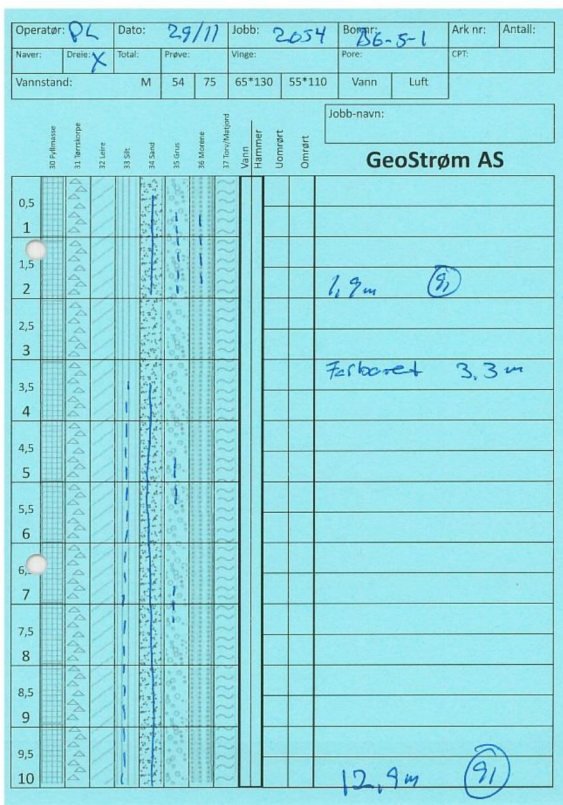 Operatør: PL Dato: 29/11 Jobb: 2054 Borhør: B6-S-1 Ark nr: Antall:
Naver: Dreie: X Total: Prøve: Vinge: Pore: CPT:
Vannstand: M 54 75 65*130 55*110 Vann Luft
Jobb-navn:
30 Fyllmasse 31 Tørrskorpe 32 Leire 33 Silt 34 Sand 35 Grus 36 Morene 37 Torv/Matjord Vann Hammer Uomrørt Omrørt
GeoStrøm AS
0,5
1
1,5
2 1,9m 91
2,5
3
Forboret 3,3 m
3,5
4
4,5
5
5,5
6
6,
7
7,5
8
8,5
9
9,5
10 12,9m 91